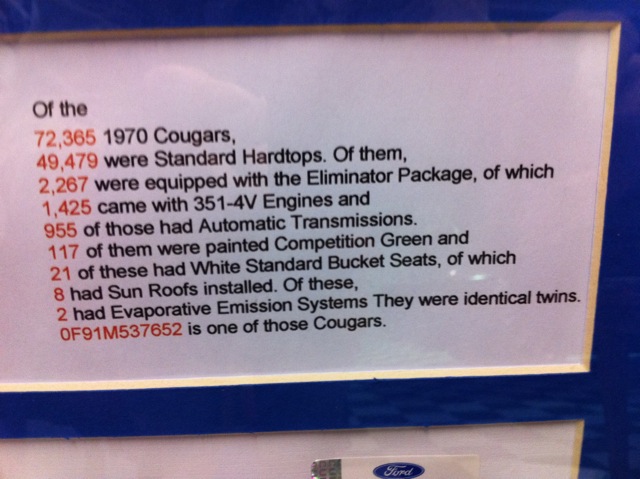 Of the
72,365 1970 Cougars,
49,479 were Standard Hardtops. Of them,
2,267 were equipped with the Eliminator Package, of which
1,425 came with 351-4V Engines and
955 of those had Automatic Transmissions.
117 of them were painted Competition Green and
21 of these had White Standard Bucket Seats, of which
8 had Sun Roofs installed. Of these,
2 had Evaporative Emission Systems They were identical twins.
0F91M537652 is one of those Cougars.
Ford